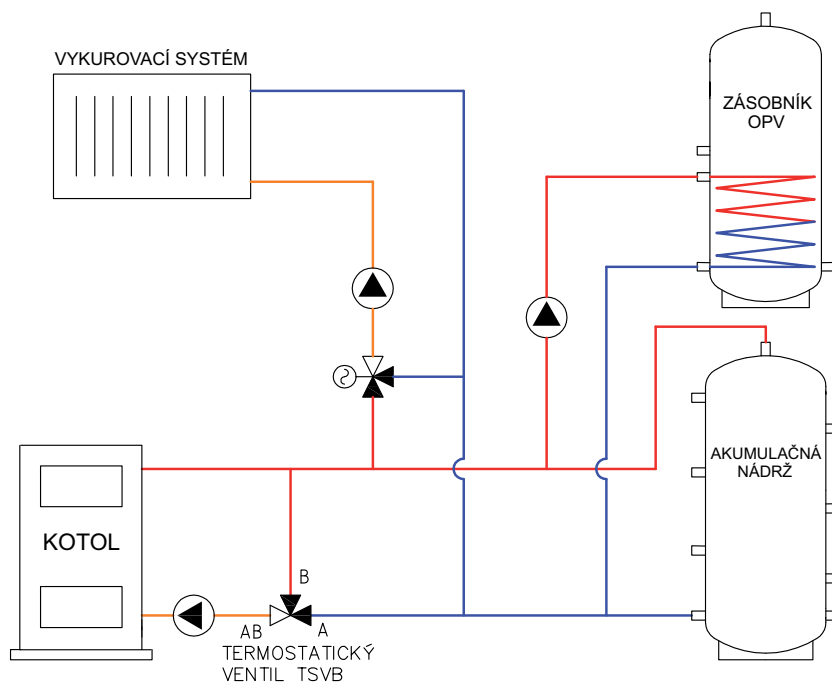 VYKUROVACÍ SYSTÉM
ZÁSOBNÍK
OPV
AKUMULAČNÁ
NÁDRŽ
KOTOL
B
AB
A
TERMOSTATICKÝ
VENTIL TSVB